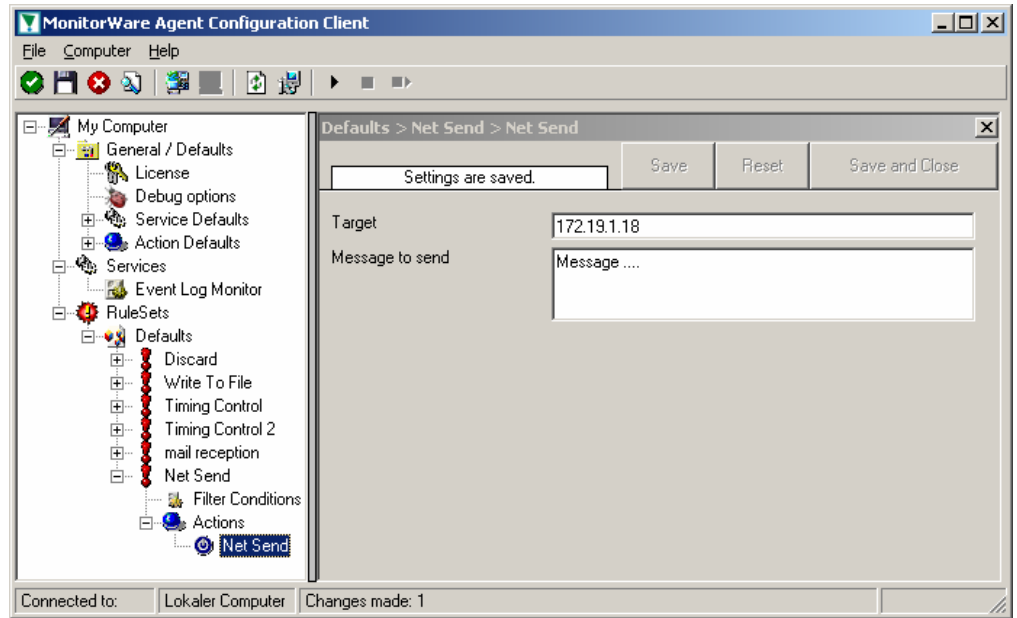 MonitorWare Agent Configuration Client
File Computer Help
My Computer
General / Defaults
License
Debug options
Service Defaults
Action Defaults
Services
Event Log Monitor
RuleSets
Defaults
Discard
Write To File
Timing Control
Timing Control 2
mail reception
Net Send
Filter Conditions
Actions
Net Send
Defaults > Net Send > Net Send
Settings are saved.
Save Reset Save and Close
Target 172.19.1.18
Message to send Message ....
Connected to: Lokaler Computer Changes made: 1